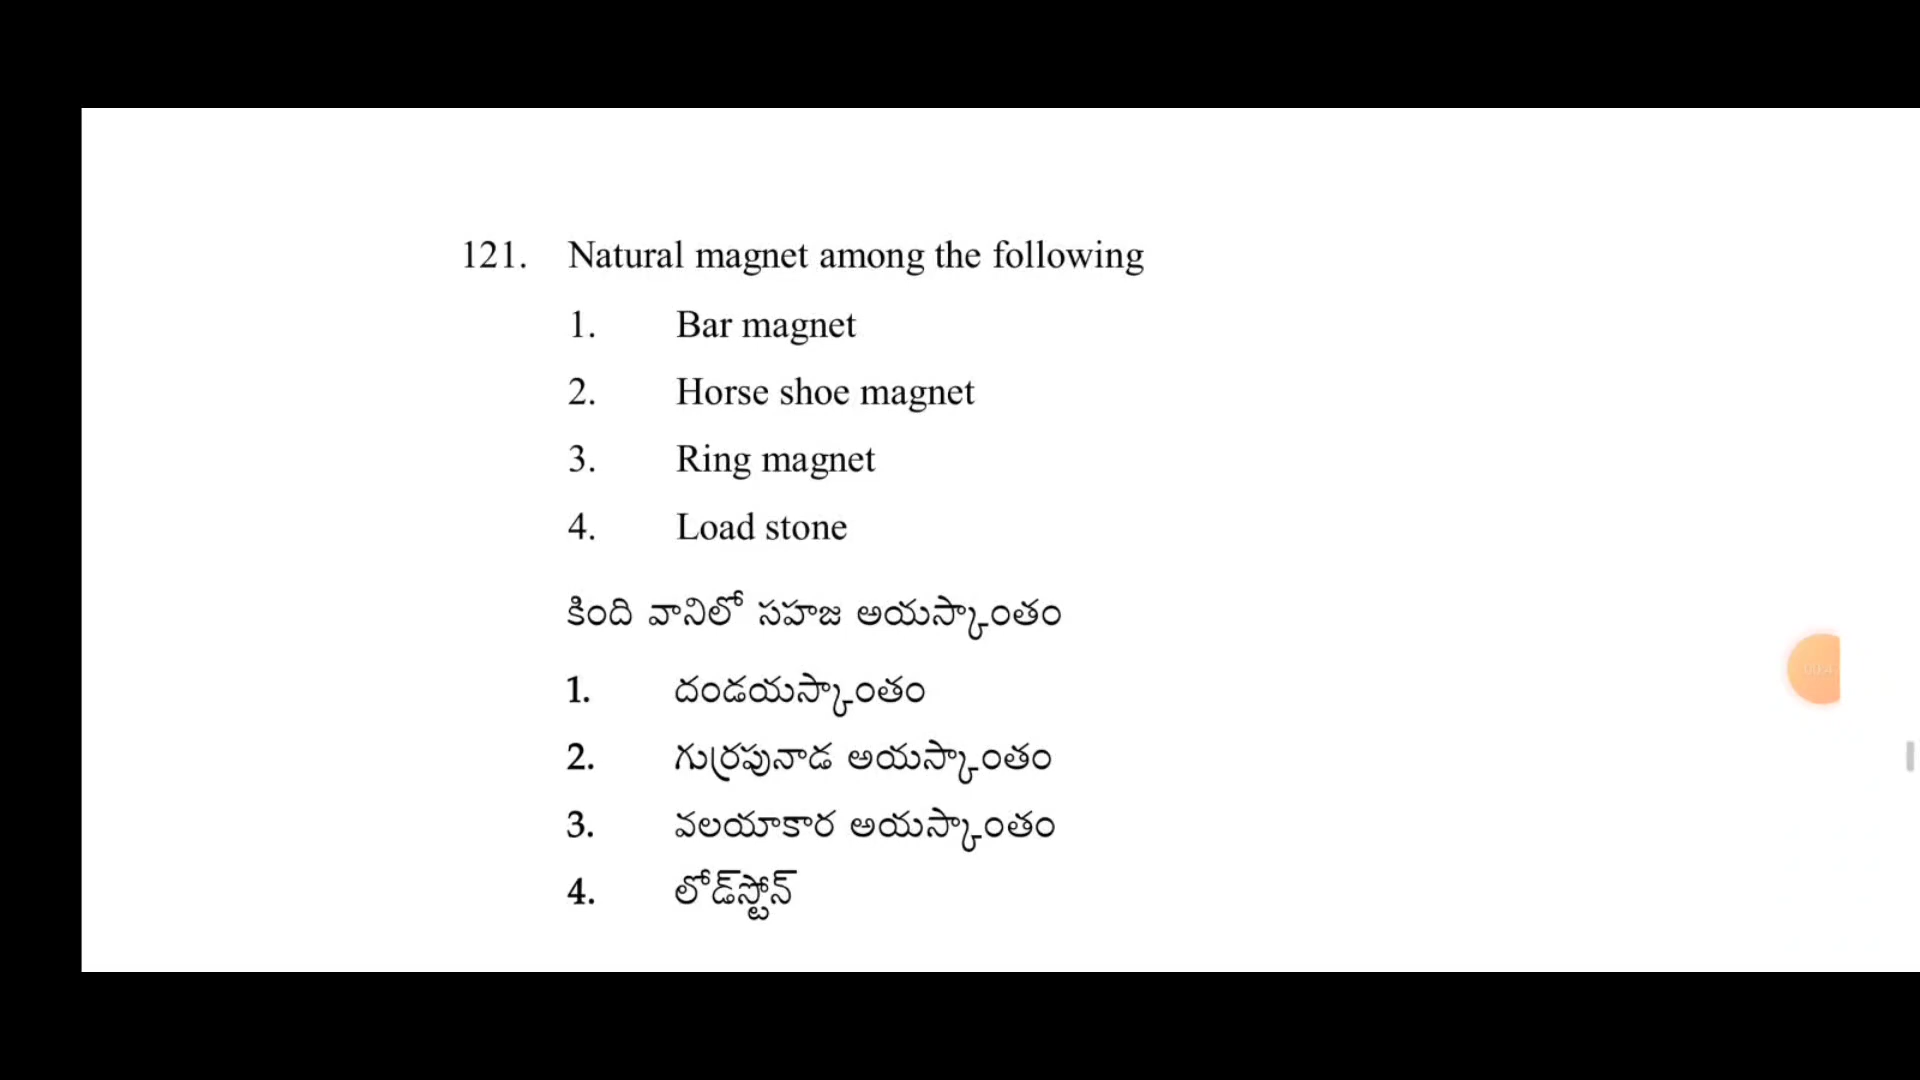 121. Natural magnet among the following
1. Bar magnet
2. Horse shoe magnet
3. Ring magnet
4. Load stone
కింది వానిలో సహజ అయస్కాంతం
1. దండయస్కాంతం
2. గుర్రపునాడ అయస్కాంతం
3. వలయాకార అయస్కాంతం
4. లోడ్‌స్టోన్